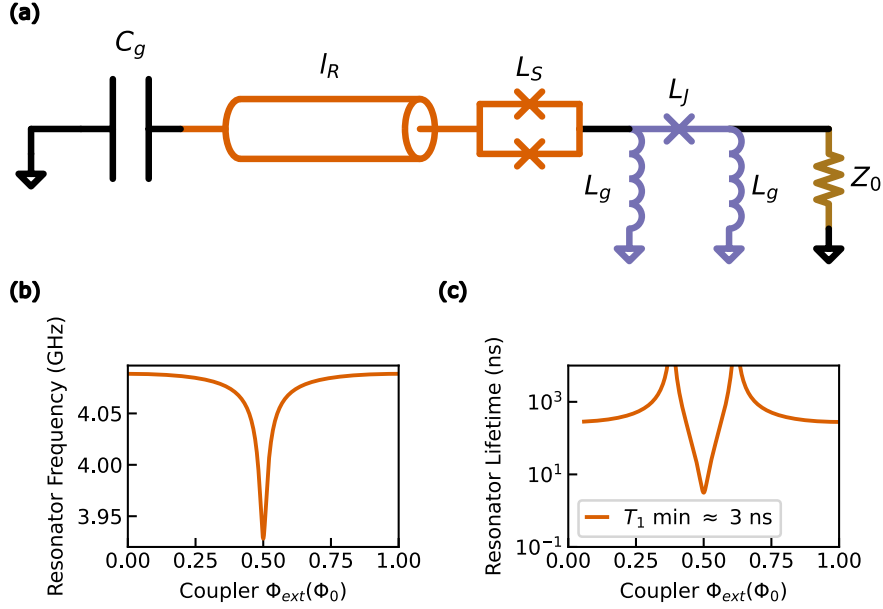 (a)
C_g
l_R
L_S
L_J
L_g
L_g
Z_0
(b)
Resonator Frequency (GHz)
4.05
4.00
3.95
0.00 0.25 0.50 0.75 1.00
Coupler Φ_ext(Φ_0)
(c)
Resonator Lifetime (ns)
10^3
10^1
10^−1
T_1 min ≈ 3 ns
0.00 0.25 0.50 0.75 1.00
Coupler Φ_ext(Φ_0)